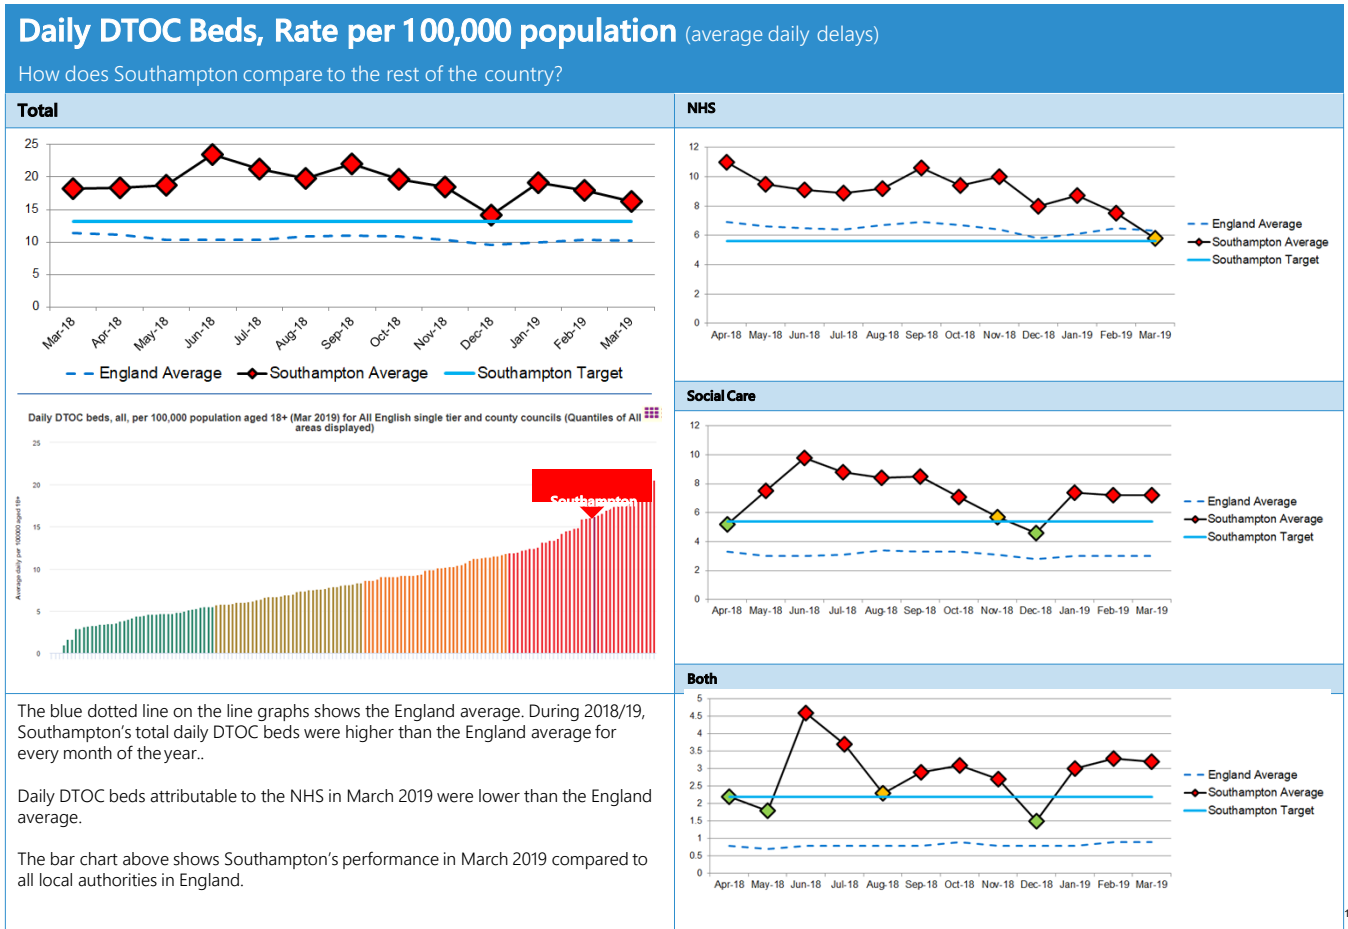 Daily DTOC Beds, Rate per 100,000 population (average daily delays)
How does Southampton compare to the rest of the country?
Total
25
20
15
10
5
0
Mar-18 Apr-18 May-18 Jun-18 Jul-18 Aug-18 Sep-18 Oct-18 Nov-18 Dec-18 Jan-19 Feb-19 Mar-19
England Average Southampton Average Southampton Target
Daily DTOC beds, all, per 100,000 population aged 18+ (Mar 2019) for All English single tier and county councils (Quantiles of All
areas displayed)
Average daily per 100000 aged 18+
25
20
15
10
5
0
Southampton
The blue dotted line on the line graphs shows the England average. During 2018/19,
Southampton's total daily DTOC beds were higher than the England average for
every month of the year..
Daily DTOC beds attributable to the NHS in March 2019 were lower than the England
average.
The bar chart above shows Southampton's performance in March 2019 compared to
all local authorities in England.
NHS
12
10
8
6
4
2
0
Apr-18 May-18 Jun-18 Jul-18 Aug-18 Sep-18 Oct-18 Nov-18 Dec-18 Jan-19 Feb-19 Mar-19
England Average
Southampton Average
Southampton Target
Social Care
12
10
8
6
4
2
0
Apr-18 May-18 Jun-18 Jul-18 Aug-18 Sep-18 Oct-18 Nov-18 Dec-18 Jan-19 Feb-19 Mar-19
England Average
Southampton Average
Southampton Target
Both
5
4.5
4
3.5
3
2.5
2
1.5
1
0.5
0
Apr-18 May-18 Jun-18 Jul-18 Aug-18 Sep-18 Oct-18 Nov-18 Dec-18 Jan-19 Feb-19 Mar-19
England Average
Southampton Average
Southampton Target
1